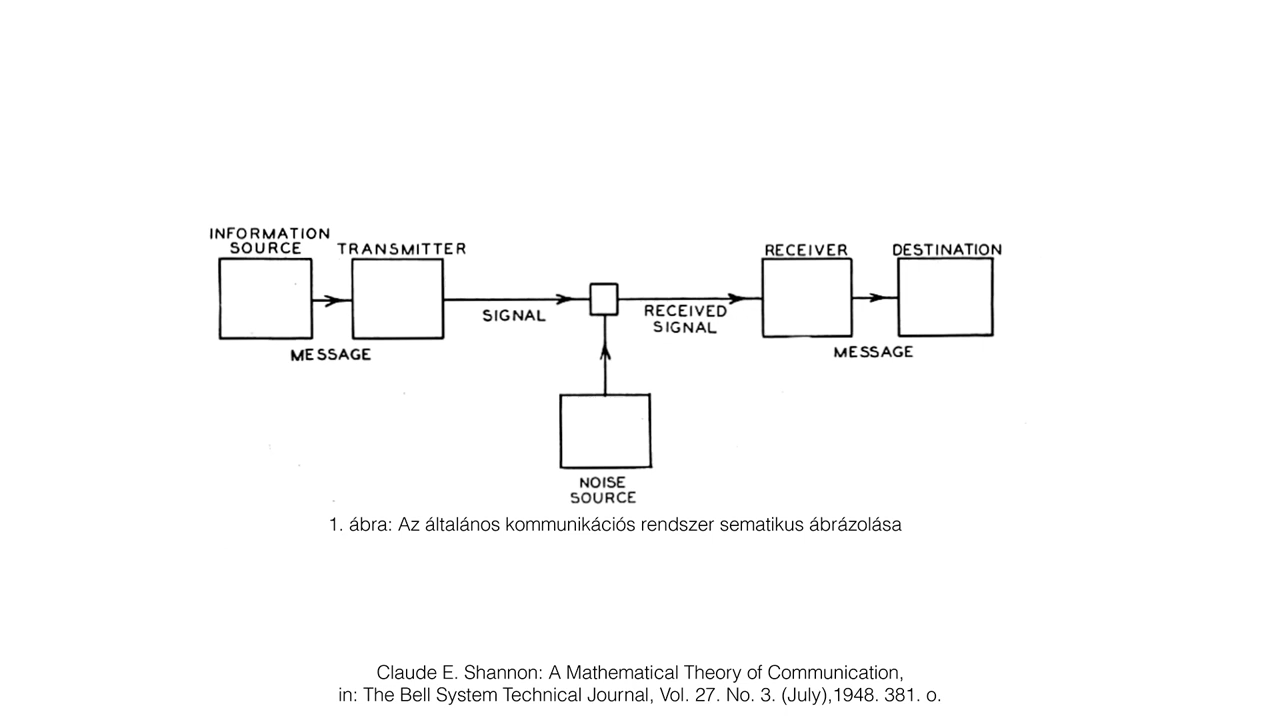 INFORMATION
SOURCE
TRANSMITTER
RECEIVER
DESTINATION
SIGNAL
RECEIVED
SIGNAL
MESSAGE
MESSAGE
NOISE
SOURCE
1. ábra: Az általános kommunikációs rendszer sematikus ábrázolása
Claude E. Shannon: A Mathematical Theory of Communication,
in: The Bell System Technical Journal, Vol. 27. No. 3. (July),1948. 381. o.